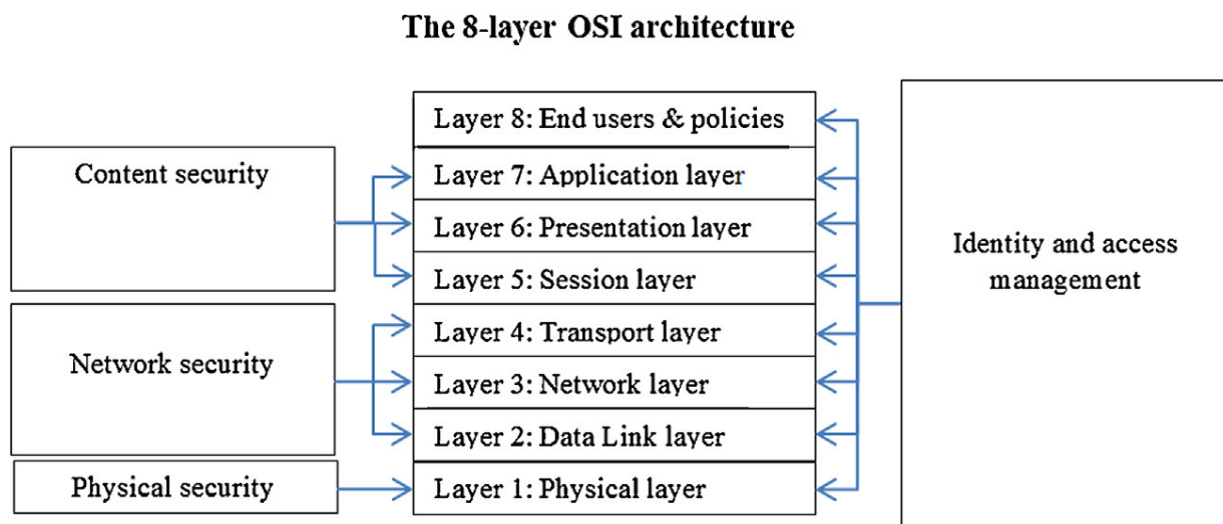 The 8-layer OSI architecture
Layer 8: End users & policies
Content security
Layer 7: Application layer
Layer 6: Presentation layer
Layer 5: Session layer
Network security
Layer 4: Transport layer
Layer 3: Network layer
Layer 2: Data Link layer
Physical security
Layer 1: Physical layer
Identity and access
management